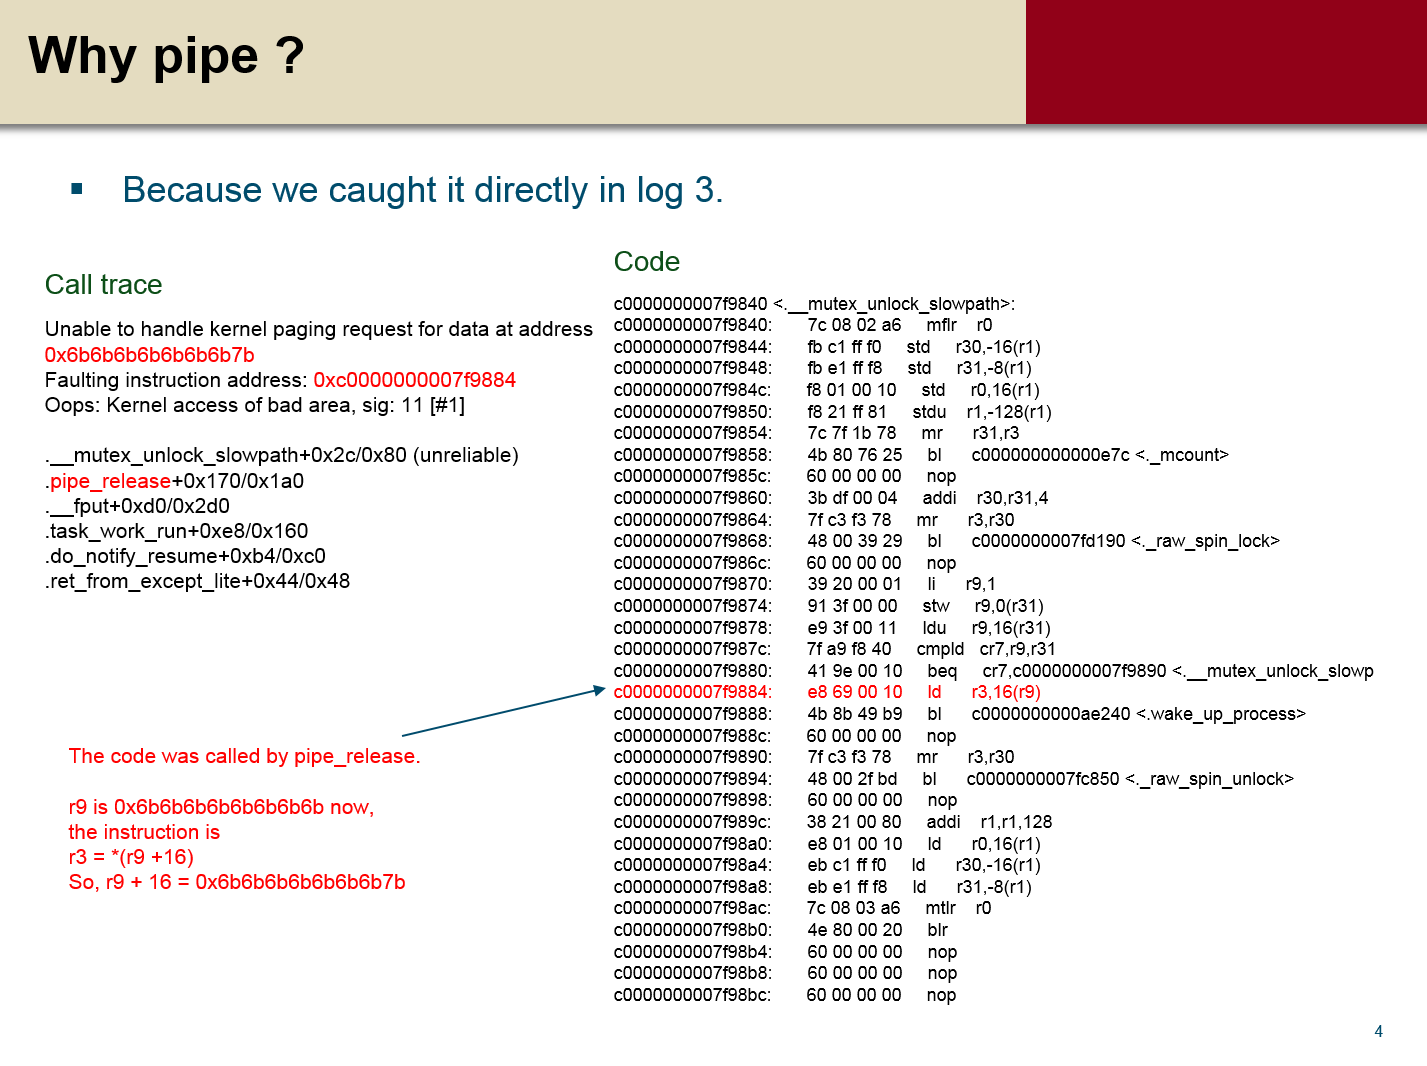 Why pipe ?
▪ Because we caught it directly in log 3.
Call trace
Unable to handle kernel paging request for data at address
0x6b6b6b6b6b6b6b7b
Faulting instruction address: 0xc0000000007f9884
Oops: Kernel access of bad area, sig: 11 [#1]
.__mutex_unlock_slowpath+0x2c/0x80 (unreliable)
.pipe_release+0x170/0x1a0
.__fput+0xd0/0x2d0
.task_work_run+0xe8/0x160
.do_notify_resume+0xb4/0xc0
.ret_from_except_lite+0x44/0x48
The code was called by pipe_release.
r9 is 0x6b6b6b6b6b6b6b6b now,
the instruction is
r3 = *(r9 +16)
So, r9 + 16 = 0x6b6b6b6b6b6b6b7b
Code
c0000000007f9840 <.__mutex_unlock_slowpath>:
c0000000007f9840: 7c 08 02 a6 mflr r0
c0000000007f9844: fb c1 ff f0 std r30,-16(r1)
c0000000007f9848: fb e1 ff f8 std r31,-8(r1)
c0000000007f984c: f8 01 00 10 std r0,16(r1)
c0000000007f9850: f8 21 ff 81 stdu r1,-128(r1)
c0000000007f9854: 7c 7f 1b 78 mr r31,r3
c0000000007f9858: 4b 80 76 25 bl c000000000000e7c <._mcount>
c0000000007f985c: 60 00 00 00 nop
c0000000007f9860: 3b df 00 04 addi r30,r31,4
c0000000007f9864: 7f c3 f3 78 mr r3,r30
c0000000007f9868: 48 00 39 29 bl c0000000007fd190 <._raw_spin_lock>
c0000000007f986c: 60 00 00 00 nop
c0000000007f9870: 39 20 00 01 li r9,1
c0000000007f9874: 91 3f 00 00 stw r9,0(r31)
c0000000007f9878: e9 3f 00 11 ldu r9,16(r31)
c0000000007f987c: 7f a9 f8 40 cmpld cr7,r9,r31
c0000000007f9880: 41 9e 00 10 beq cr7,c0000000007f9890 <.__mutex_unlock_slowp
c0000000007f9884: e8 69 00 10 ld r3,16(r9)
c0000000007f9888: 4b 8b 49 b9 bl c0000000000ae240 <.wake_up_process>
c0000000007f988c: 60 00 00 00 nop
c0000000007f9890: 7f c3 f3 78 mr r3,r30
c0000000007f9894: 48 00 2f bd bl c0000000007fc850 <._raw_spin_unlock>
c0000000007f9898: 60 00 00 00 nop
c0000000007f989c: 38 21 00 80 addi r1,r1,128
c0000000007f98a0: e8 01 00 10 ld r0,16(r1)
c0000000007f98a4: eb c1 ff f0 ld r30,-16(r1)
c0000000007f98a8: eb e1 ff f8 ld r31,-8(r1)
c0000000007f98ac: 7c 08 03 a6 mtlr r0
c0000000007f98b0: 4e 80 00 20 blr
c0000000007f98b4: 60 00 00 00 nop
c0000000007f98b8: 60 00 00 00 nop
c0000000007f98bc: 60 00 00 00 nop
4